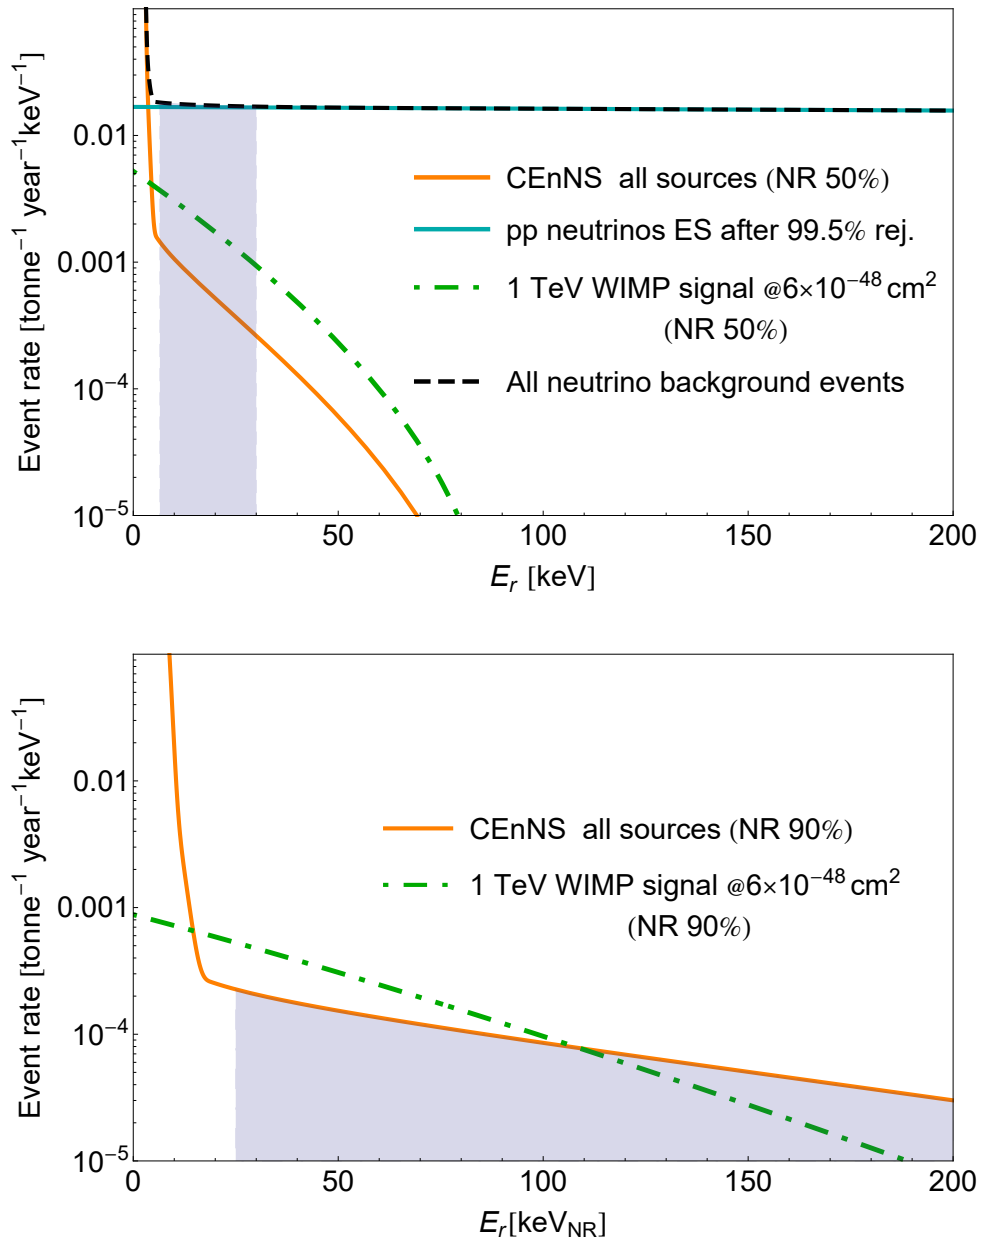 Event rate [tonne⁻¹ year⁻¹keV⁻¹]
0.01
0.001
10⁻⁴
10⁻⁵
CEnNS all sources (NR 50%)
pp neutrinos ES after 99.5% rej.
1 TeV WIMP signal @6×10⁻⁴⁸ cm²
(NR 50%)
All neutrino background events
0 50 100 150 200
Eᵣ [keV]
Event rate [tonne⁻¹ year⁻¹keV⁻¹]
0.01
0.001
10⁻⁴
10⁻⁵
CEnNS all sources (NR 90%)
1 TeV WIMP signal @6×10⁻⁴⁸ cm²
(NR 90%)
0 50 100 150 200
Eᵣ[keV_NR]